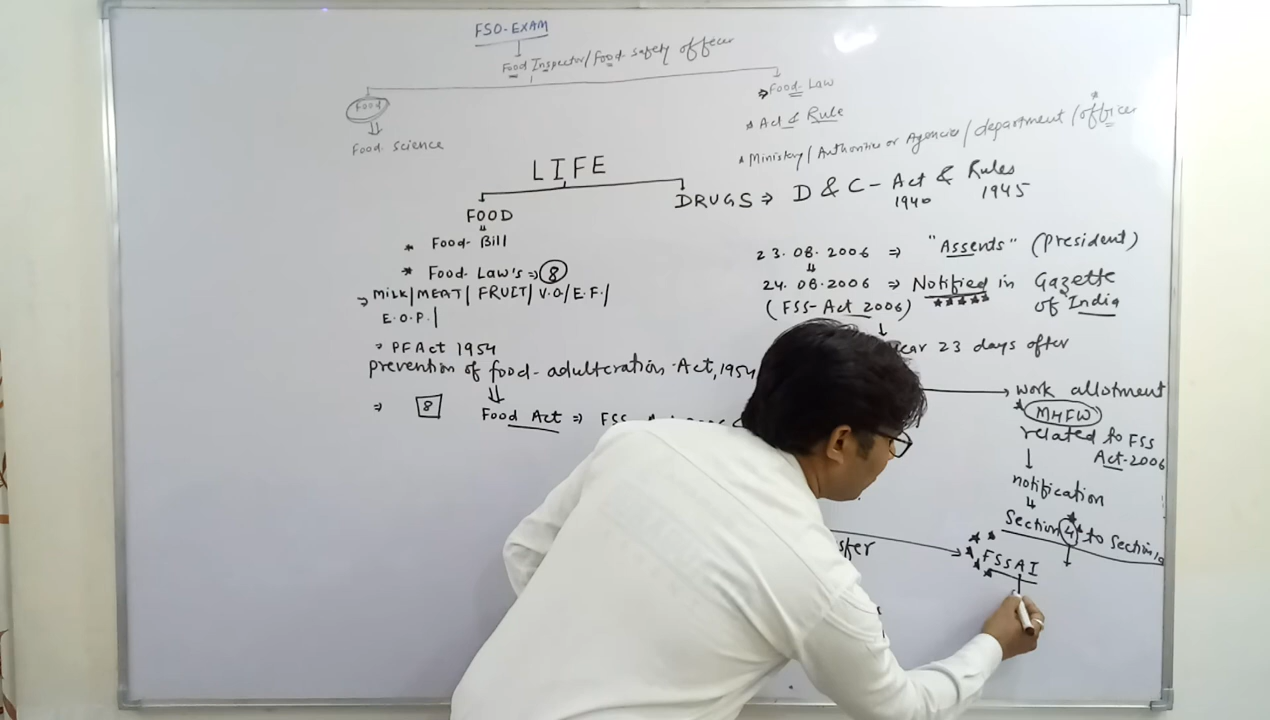 FSO-EXAM
Food Inspector/Food safety officer
Food
Food Science
Food Law
* Act & Rule
* Ministry/Authorities or Agencies/department/officer
LIFE
FOOD
* Food-Bill
* Food-Law's ⇒ 8
→ MILK/MEAT/FRUIT/V.O/E.F./
E.O.P./
PFAct 1954
prevention of food-adulteration-Act, 1954
⇒ 8 Food Act ⇒ FSS
DRUGS ⇒ D & C - Act & Rules
1940 1945
23.08.2006 ⇒ "Assents" (President)
24.08.2006 ⇒ Notified in Gazette
of India
(FSS-Act 2006)
23 days after
work allotment
* MHFW
related to FSS
Act-2006
notification
Section 4 to Section
FSSAI